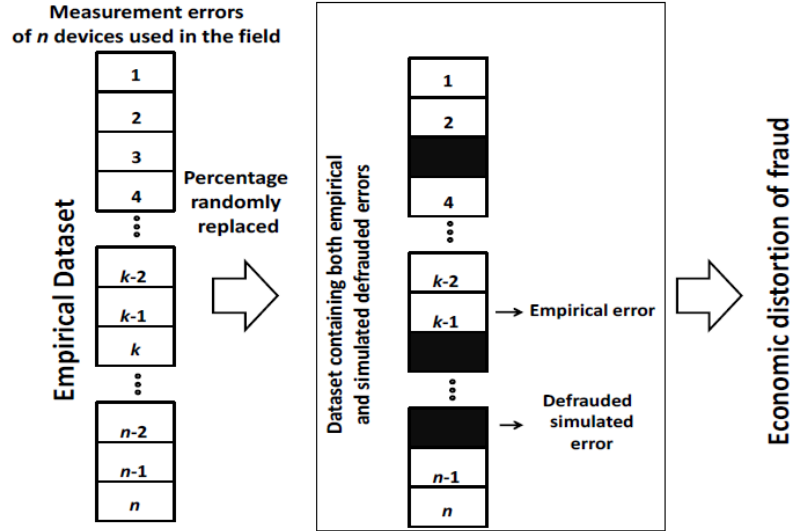 Measurement errors
of n devices used in the field
Empirical Dataset
1
2
3
4
k-2
k-1
k
n-2
n-1
n
Percentage
randomly
replaced
Dataset containing both empirical
and simulated defrauded errors
1
2
4
k-2
k-1
n-1
n
Empirical error
Defrauded
simulated
error
Economic distortion of fraud